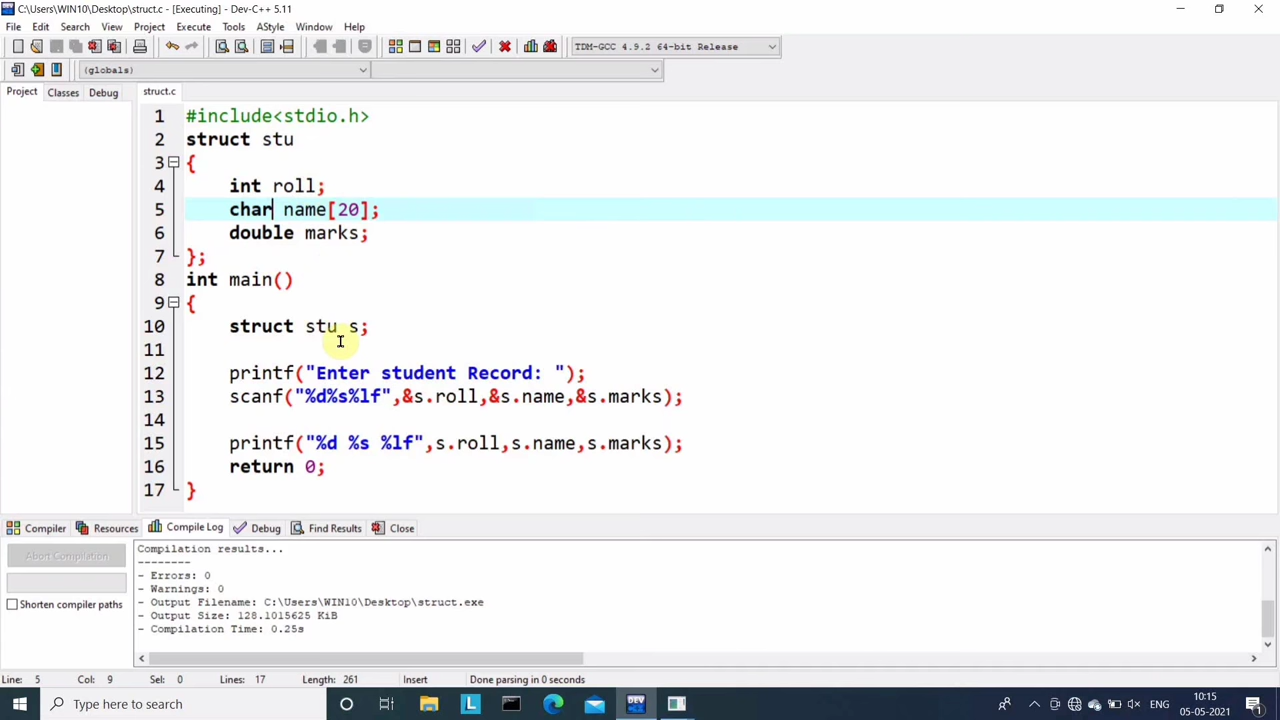 C:\Users\WIN10\Desktop\struct.c - [Executing] - Dev-C++ 5.11
File Edit Search View Project Execute Tools AStyle Window Help
TDM-GCC 4.9.2 64-bit Release
(globals)
Project Classes Debug struct.c
1 #include<stdio.h>
2 struct stu
3 {
4 int roll;
5 char name[20];
6 double marks;
7 };
8 int main()
9 {
10 struct stu s;
11
12 printf("Enter student Record: ");
13 scanf("%d%s%lf",&s.roll,&s.name,&s.marks);
14
15 printf("%d %s %lf",s.roll,s.name,s.marks);
16 return 0;
17 }
Compiler Resources Compile Log Debug Find Results Close
Abort Compilation
Shorten compiler paths
Compilation results...
--------
- Errors: 0
- Warnings: 0
- Output Filename: C:\Users\WIN10\Desktop\struct.exe
- Output Size: 128.1015625 KiB
- Compilation Time: 0.25s
Line: 5 Col: 9 Sel: 0 Lines: 17 Length: 261 Insert Done parsing in 0 seconds
Type here to search
L
DEV
ENG
10:15
05-05-2021
1